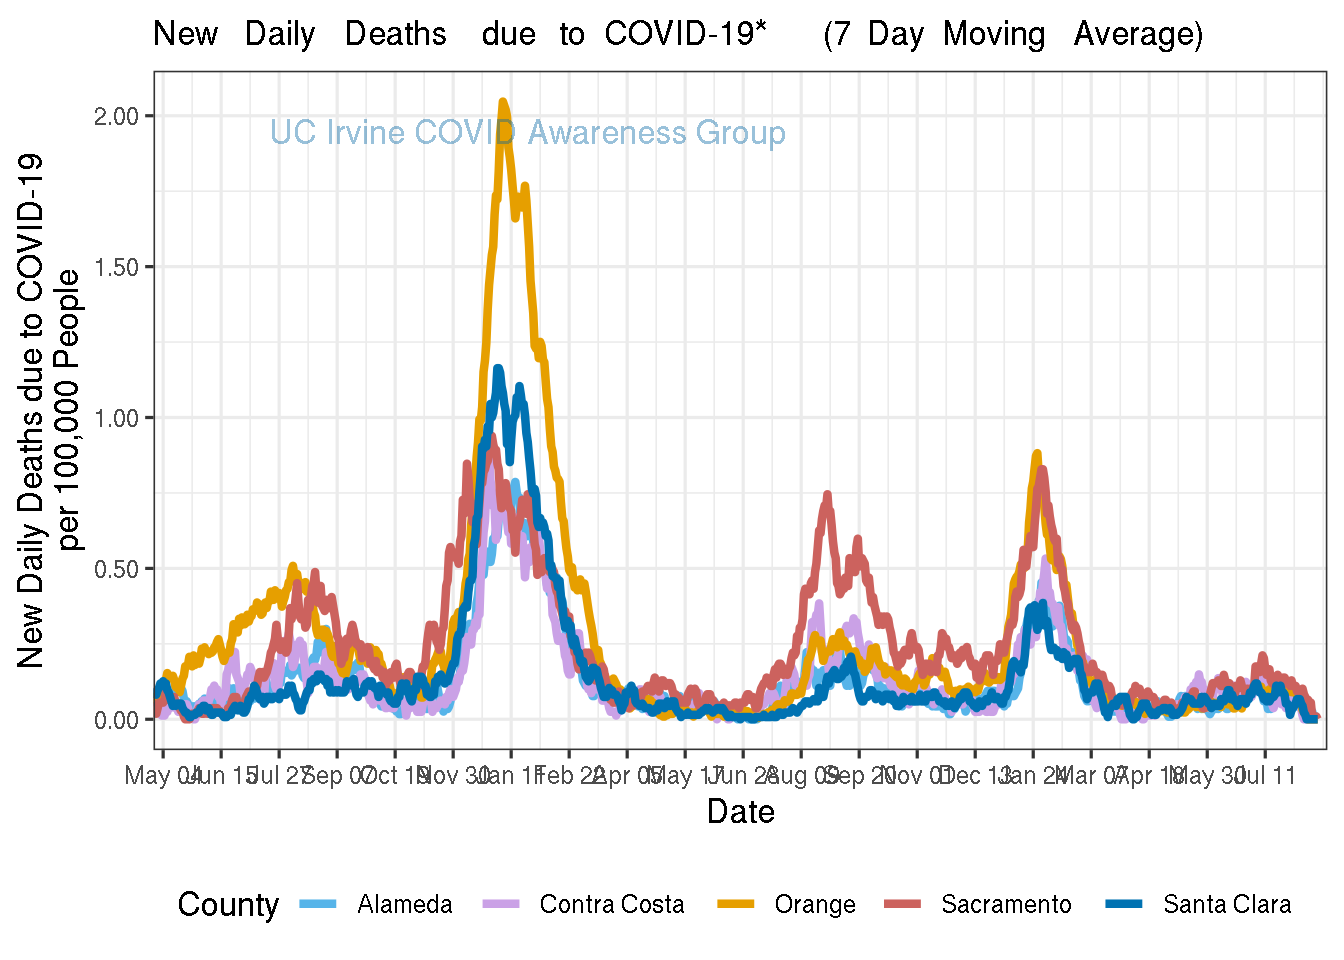 New Daily Deaths due to COVID-19* (7 Day Moving Average)
UC Irvine COVID Awareness Group
New Daily Deaths due to COVID-19
per 100,000 People
2.00
1.50
1.00
0.50
0.00
May 04 Jun 15 Jul 27 Sep 07 Oct 19 Nov 30 Jan 11 Feb 22 Apr 05 May 17 Jun 28 Aug 09 Sep 20 Nov 01 Dec 13 Jan 24 Mar 07 Apr 18 May 30 Jul 11
Date
County Alameda Contra Costa Orange Sacramento Santa Clara